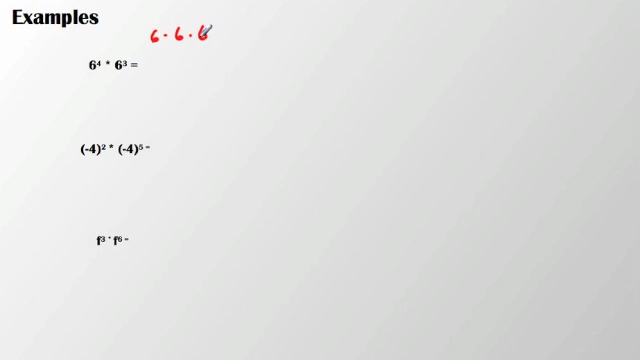 Examples
6 · 6 · 6
6⁴ * 6³ =
(-4)² * (-4)⁵ =
f³ * f⁶ =